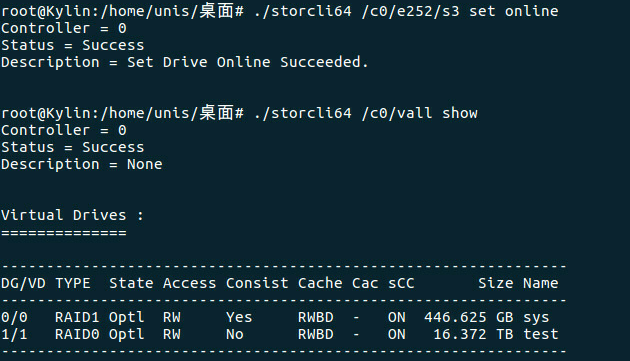 root@Kylin:/home/unis/桌面# ./storcli64 /c0/e252/s3 set online
Controller = 0
Status = Success
Description = Set Drive Online Succeeded.
root@Kylin:/home/unis/桌面# ./storcli64 /c0/vall show
Controller = 0
Status = Success
Description = None
Virtual Drives :
==============
---------------------------------------------------------------
DG/VD TYPE  State Access Consist Cache Cac sCC       Size Name
---------------------------------------------------------------
0/0   RAID1 Optl  RW     Yes     RWBD  -   ON  446.625 GB sys
1/1   RAID0 Optl  RW     No      RWBD  -   ON   16.372 TB test
---------------------------------------------------------------